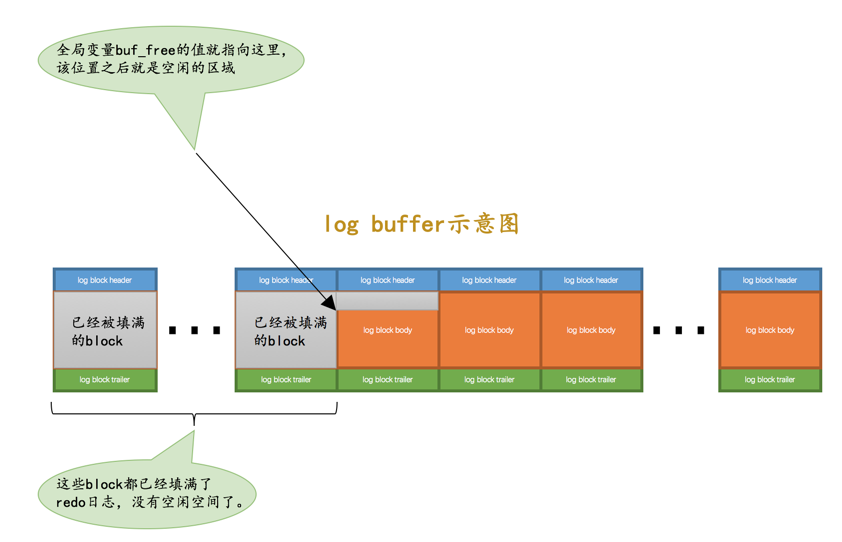 全局变量buf_free的值就指向这里，
该位置之后就是空闲的区域
log buffer示意图
log block header
log block header
log block header
log block header
log block header
log block header
已经被填满
的block
已经被填满
的block
log block body
log block body
log block body
log block body
log block trailer
log block trailer
log block trailer
log block trailer
log block trailer
log block trailer
这些block都已经填满了
redo日志，没有空闲空间了。